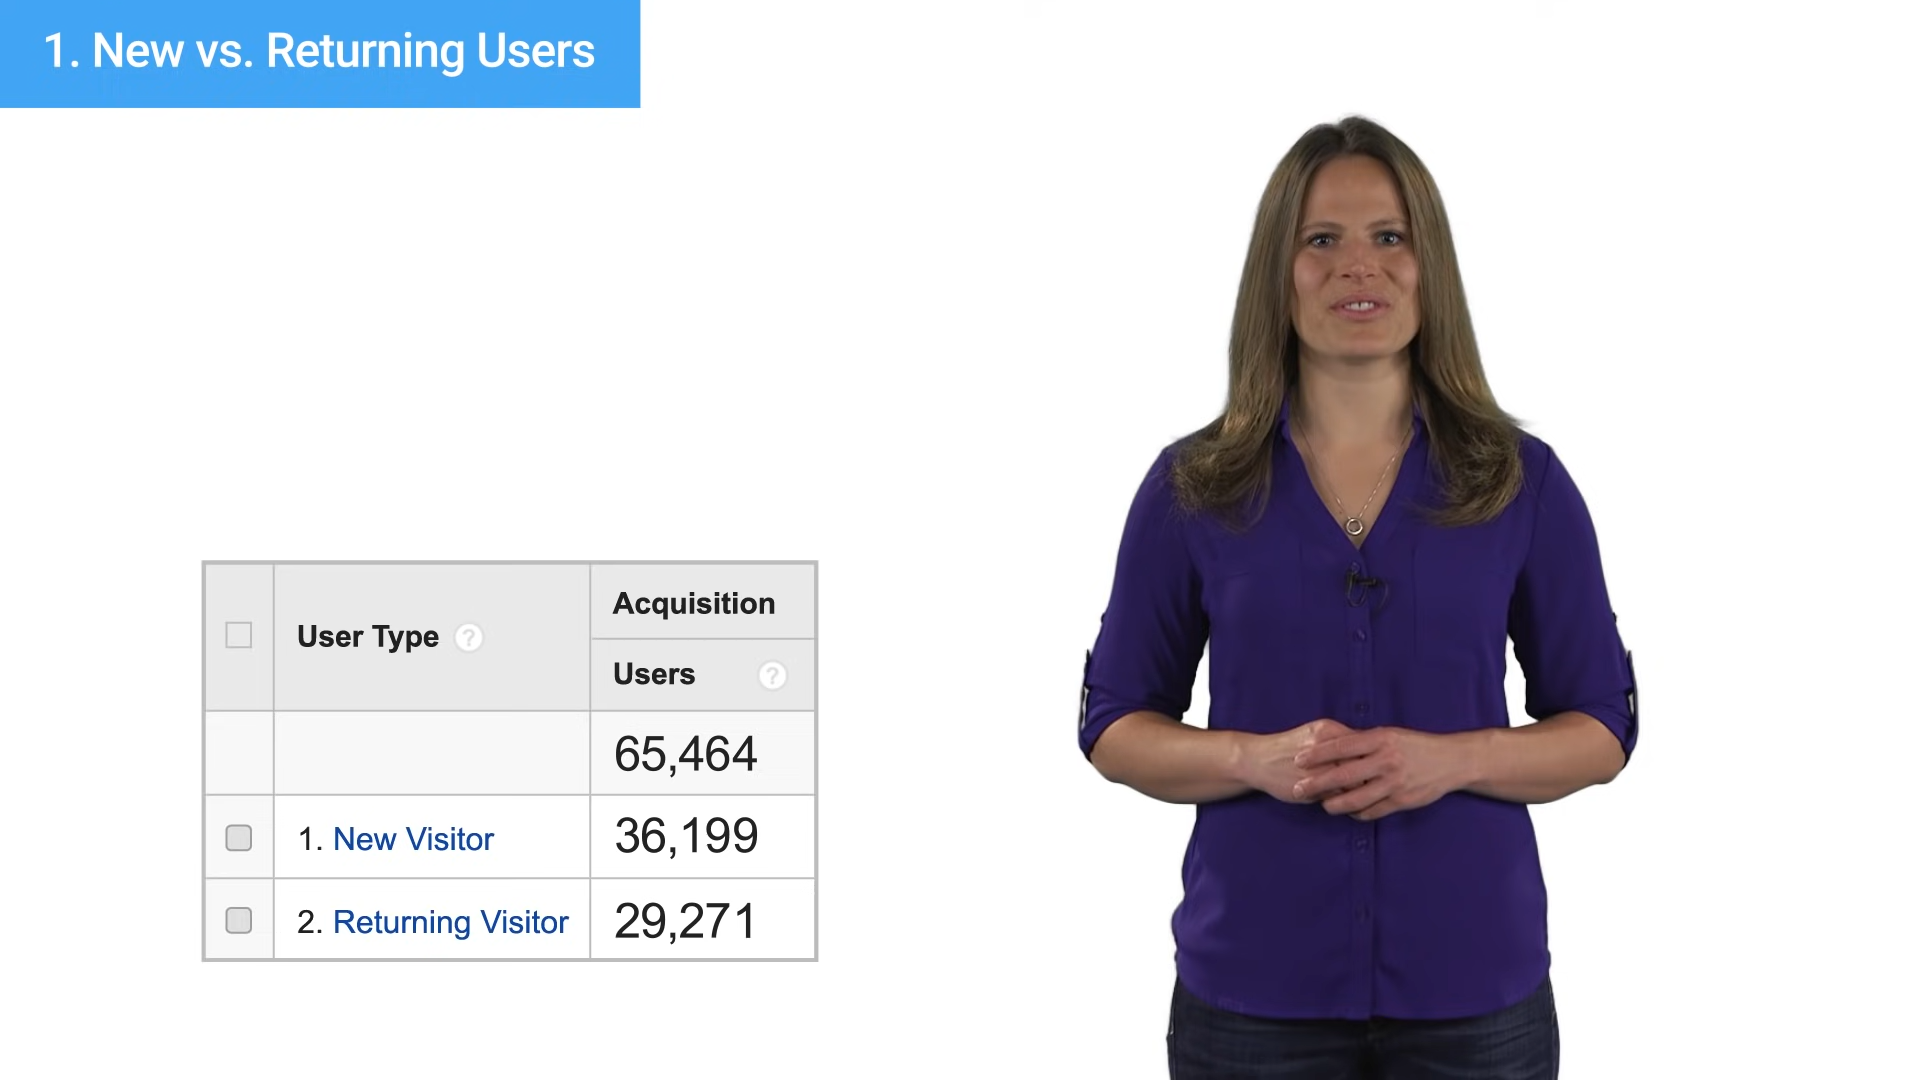 1. New vs. Returning Users
User Type ?
Acquisition
Users ?
65,464
1. New Visitor 36,199
2. Returning Visitor 29,271